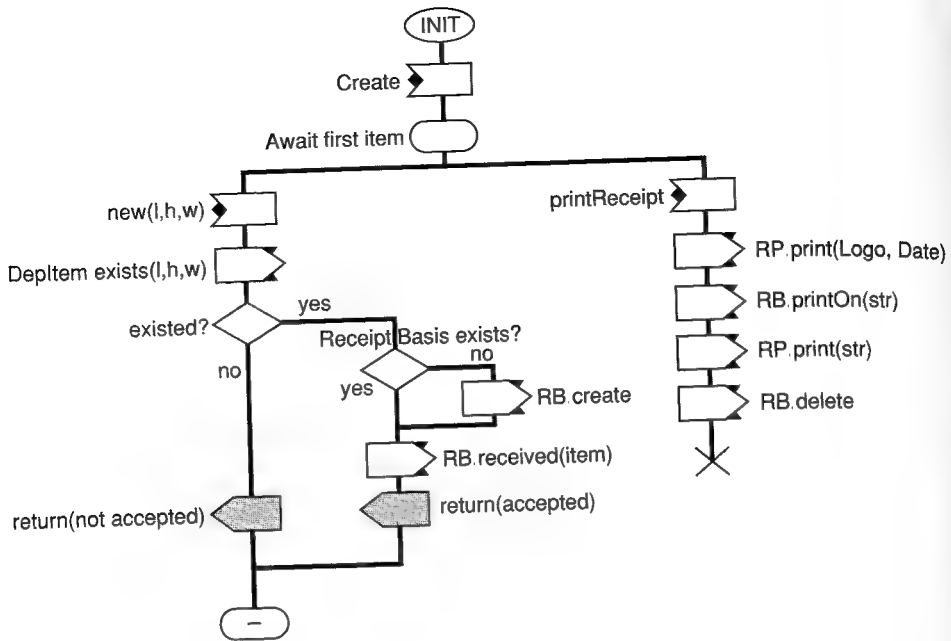 INIT
Create
Await first item
new(l,h,w)
printReceipt
DepItem exists(l,h,w)
RP.print(Logo, Date)
existed?
yes
RB.printOn(str)
Receipt Basis exists?
no
RP.print(str)
no
yes
RB.create
RB.delete
RB.received(item)
return(not accepted)
return(accepted)
–